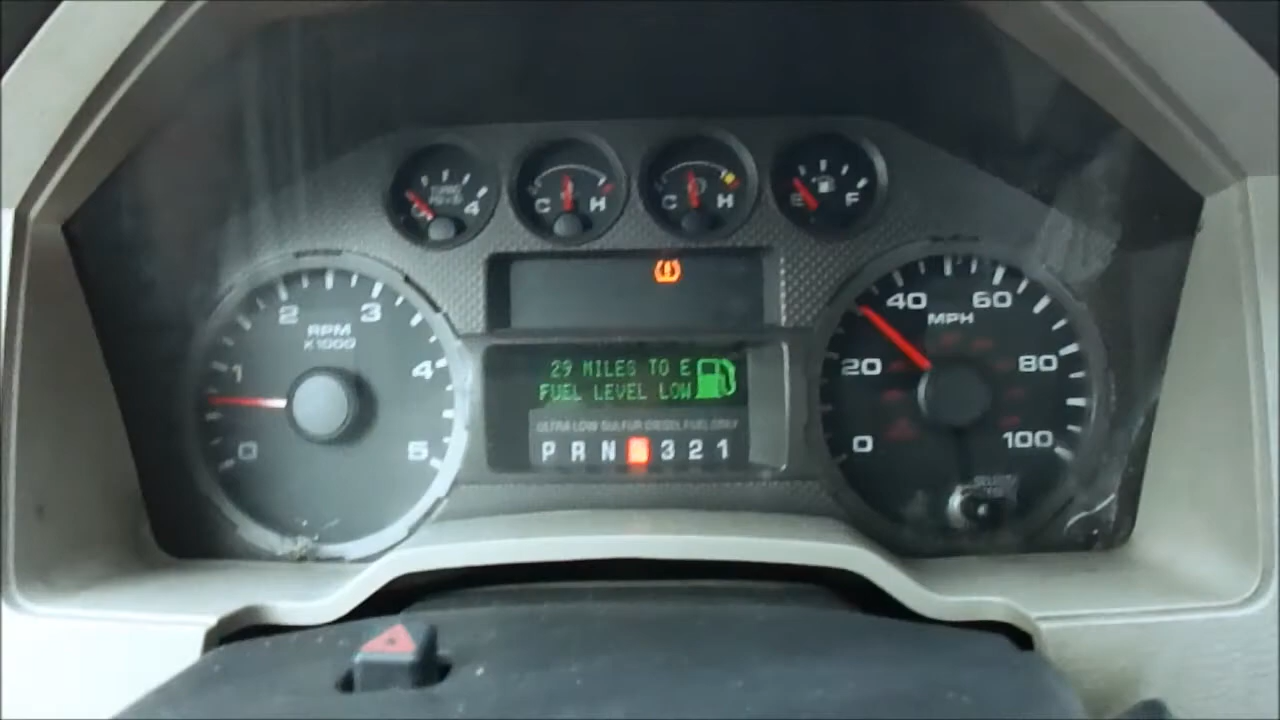 4
C H
C H
E F
29 MILES TO E
FUEL LEVEL LOW
ULTRA LOW SULFUR DIESEL FUEL ONLY
P R N 3 2 1
0 1 2 3 4 5
RPM
X1000
0 20 40 60 80 100
MPH